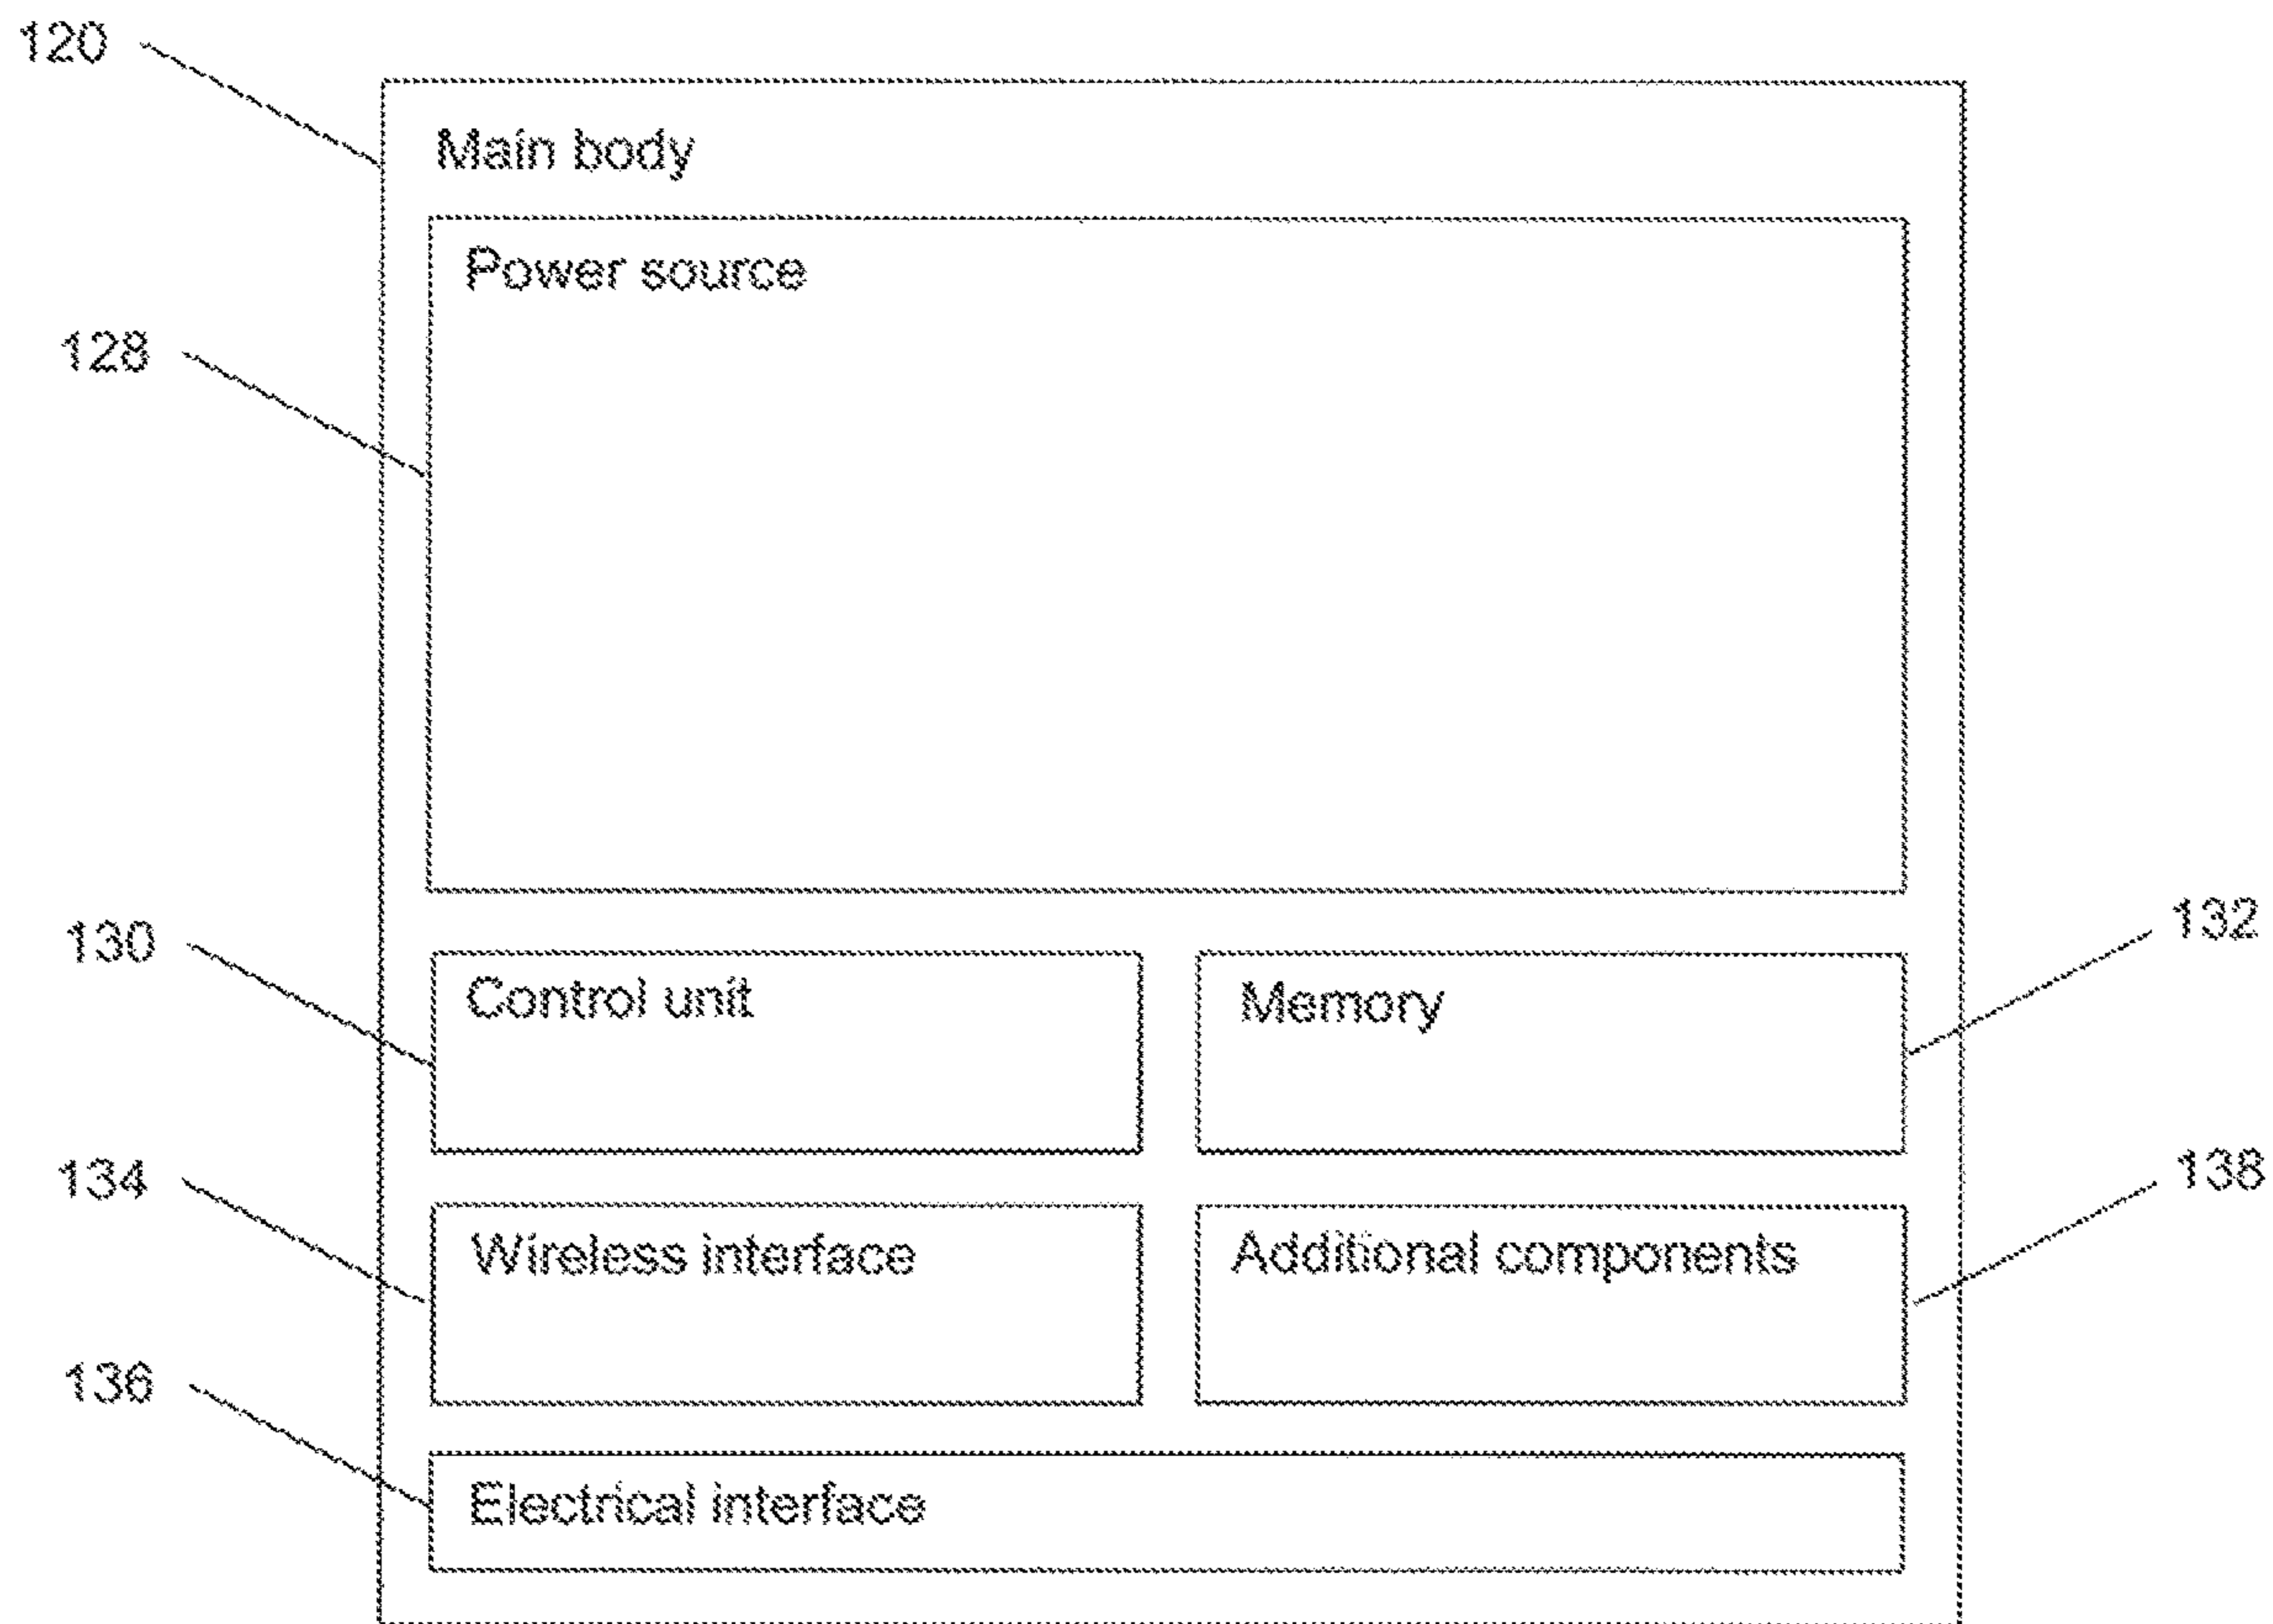 120
Main body
Power source
128
130
Control unit
Memory
132
134
Wireless interface
Additional components
138
136
Electrical interface